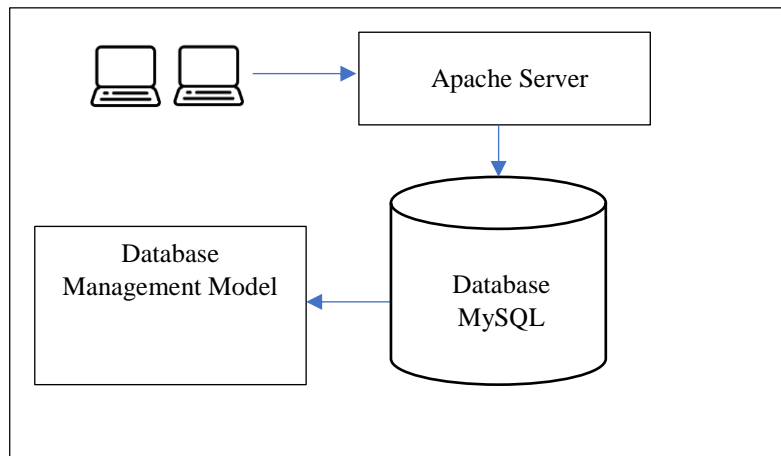 Apache Server
Database
Management Model
Database
MySQL